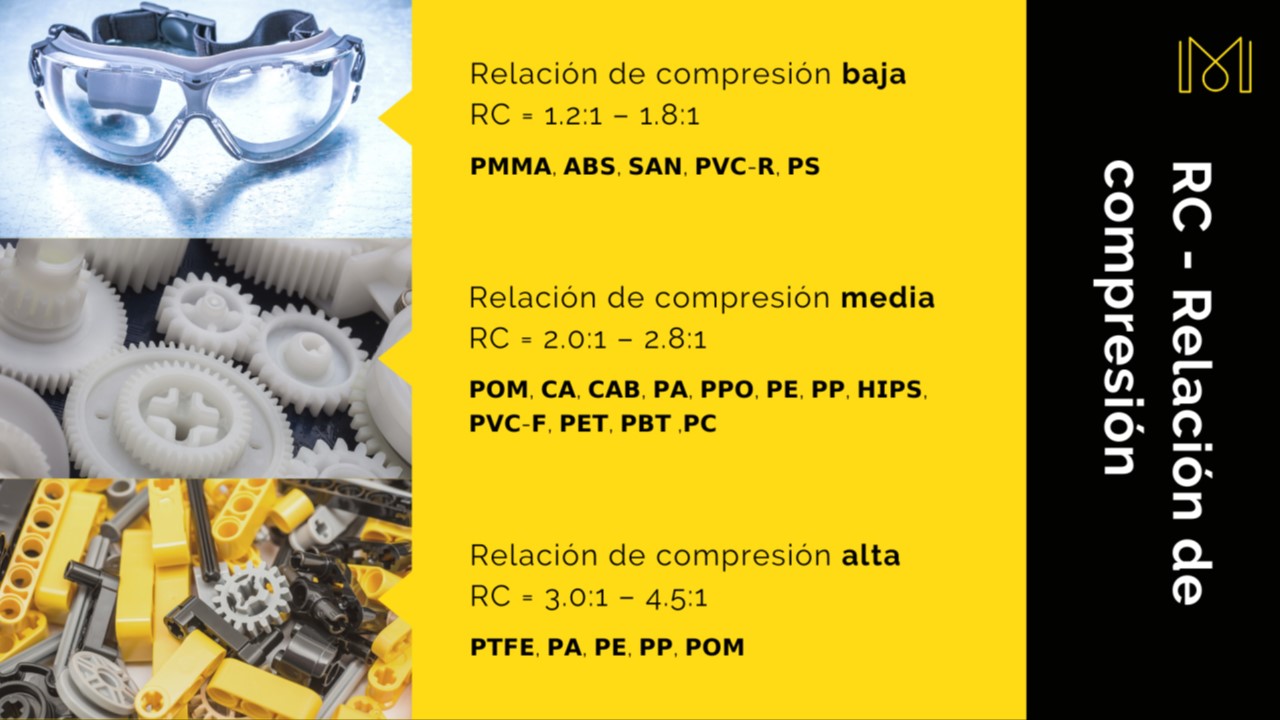 Relación de compresión baja
RC = 1.2:1 – 1.8:1
PMMA, ABS, SAN, PVC-R, PS
Relación de compresión media
RC = 2.0:1 – 2.8:1
POM, CA, CAB, PA, PPO, PE, PP, HIPS,
PVC-F, PET, PBT ,PC
Relación de compresión alta
RC = 3.0:1 – 4.5:1
PTFE, PA, PE, PP, POM
RC - Relación de
compresión